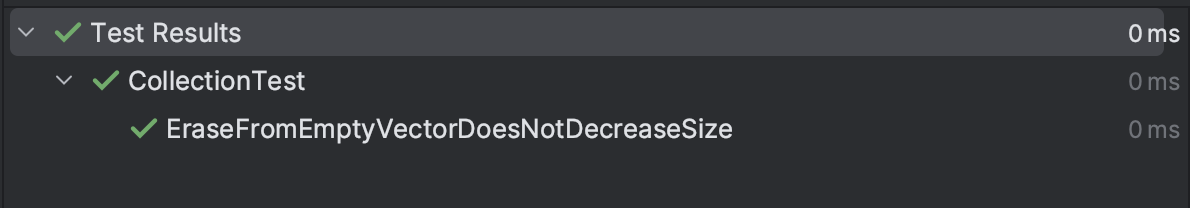 Test Results 0 ms
CollectionTest 0 ms
EraseFromEmptyVectorDoesNotDecreaseSize 0 ms